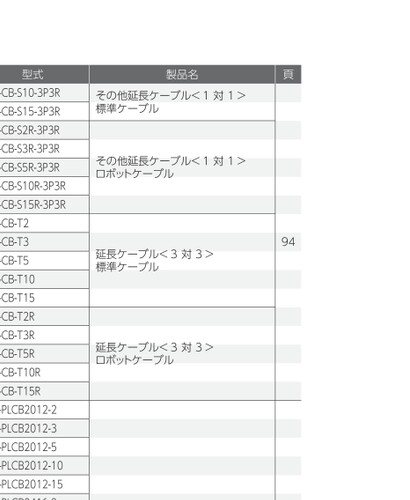 型式 製品名 頁
-CB-S10-3P3R その他延長ケーブル＜1 対 1＞
-CB-S15-3P3R 標準ケーブル
-CB-S2R-3P3R
-CB-S3R-3P3R その他延長ケーブル＜1 対 1＞
-CB-S5R-3P3R ロボットケーブル
-CB-S10R-3P3R
-CB-S15R-3P3R
-CB-T2
-CB-T3 94
-CB-T5 延長ケーブル＜3 対 3＞
標準ケーブル
-CB-T10
-CB-T15
-CB-T2R
-CB-T3R
-CB-T5R 延長ケーブル＜3 対 3＞
ロボットケーブル
-CB-T10R
-CB-T15R
-PLCB2012-2
-PLCB2012-3
-PLCB2012-5
-PLCB2012-10
-PLCB2012-15